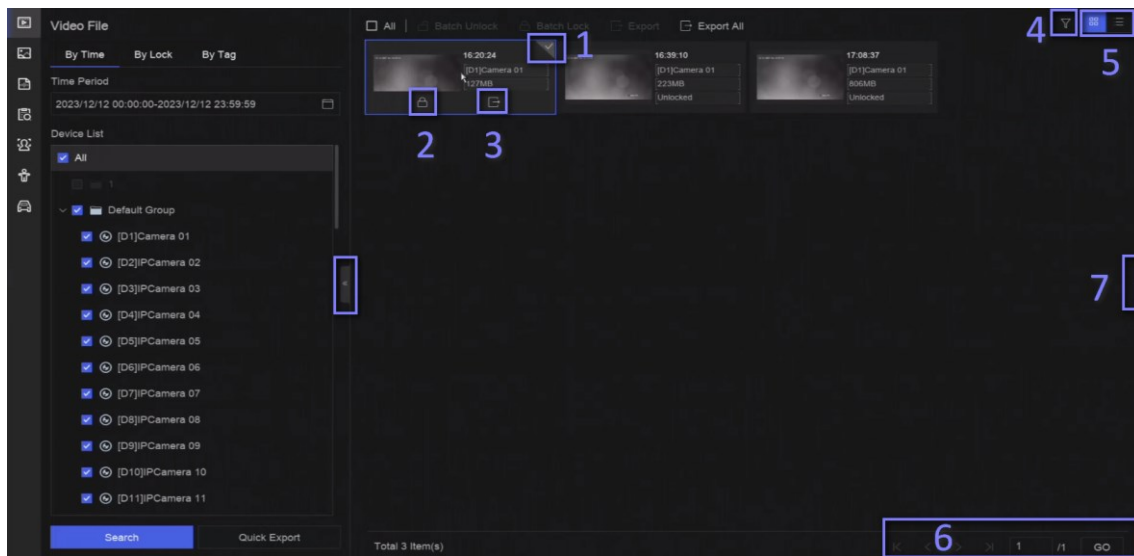 Video File
By Time By Lock By Tag
Time Period
2023/12/12 00:00:00-2023/12/12 23:59:59
Device List
All
1
Default Group
[D1]Camera 01
[D2]IPCamera 02
[D3]IPCamera 03
[D4]IPCamera 04
[D5]IPCamera 05
[D6]IPCamera 06
[D7]IPCamera 07
[D8]IPCamera 08
[D9]IPCamera 09
[D10]IPCamera 10
[D11]IPCamera 11
Search Quick Export
All Batch Unlock Batch Lock Export Export All
16:20:24
[D1]Camera 01
127MB
16:39:10
[D1]Camera 01
223MB
Unlocked
17:08:37
[D1]Camera 01
806MB
Unlocked
1
2
3
4
5
7
6
Total 3 Item(s)
1 /1 GO